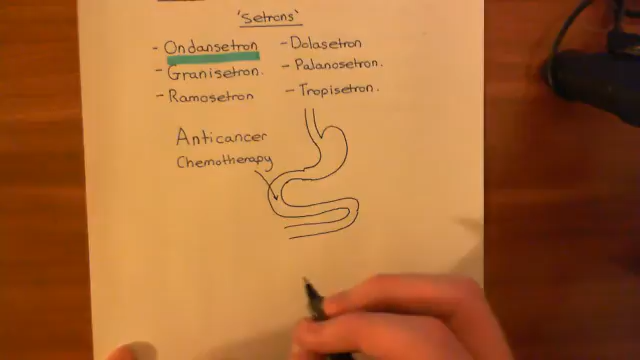 'Setrons'
- Ondansetron
- Granisetron.
- Ramosetron
- Dolasetron
- Palanosetron.
- Tropisetron.
Anticancer
Chemotherapy